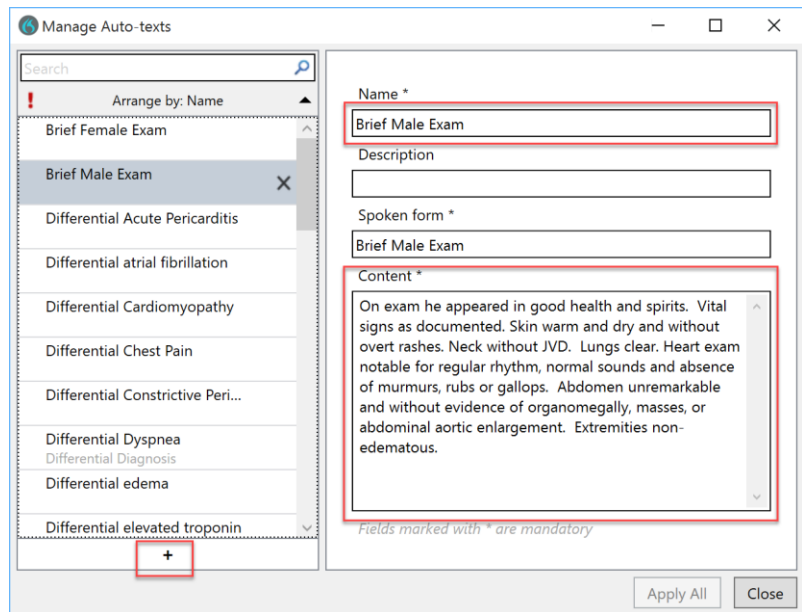 Manage Auto-texts
Search
Arrange by: Name
Brief Female Exam
Brief Male Exam
Differential Acute Pericarditis
Differential atrial fibrillation
Differential Cardiomyopathy
Differential Chest Pain
Differential Constrictive Peri...
Differential Dyspnea
Differential Diagnosis
Differential edema
Differential elevated troponin
+
Name *
Brief Male Exam
Description
Spoken form *
Brief Male Exam
Content *
On exam he appeared in good health and spirits.  Vital
signs as documented. Skin warm and dry and without
overt rashes. Neck without JVD.  Lungs clear. Heart exam
notable for regular rhythm, normal sounds and absence
of murmurs, rubs or gallops.  Abdomen unremarkable
and without evidence of organomegally, masses, or
abdominal aortic enlargement.  Extremities non-
edematous.
Fields marked with * are mandatory
Apply All
Close